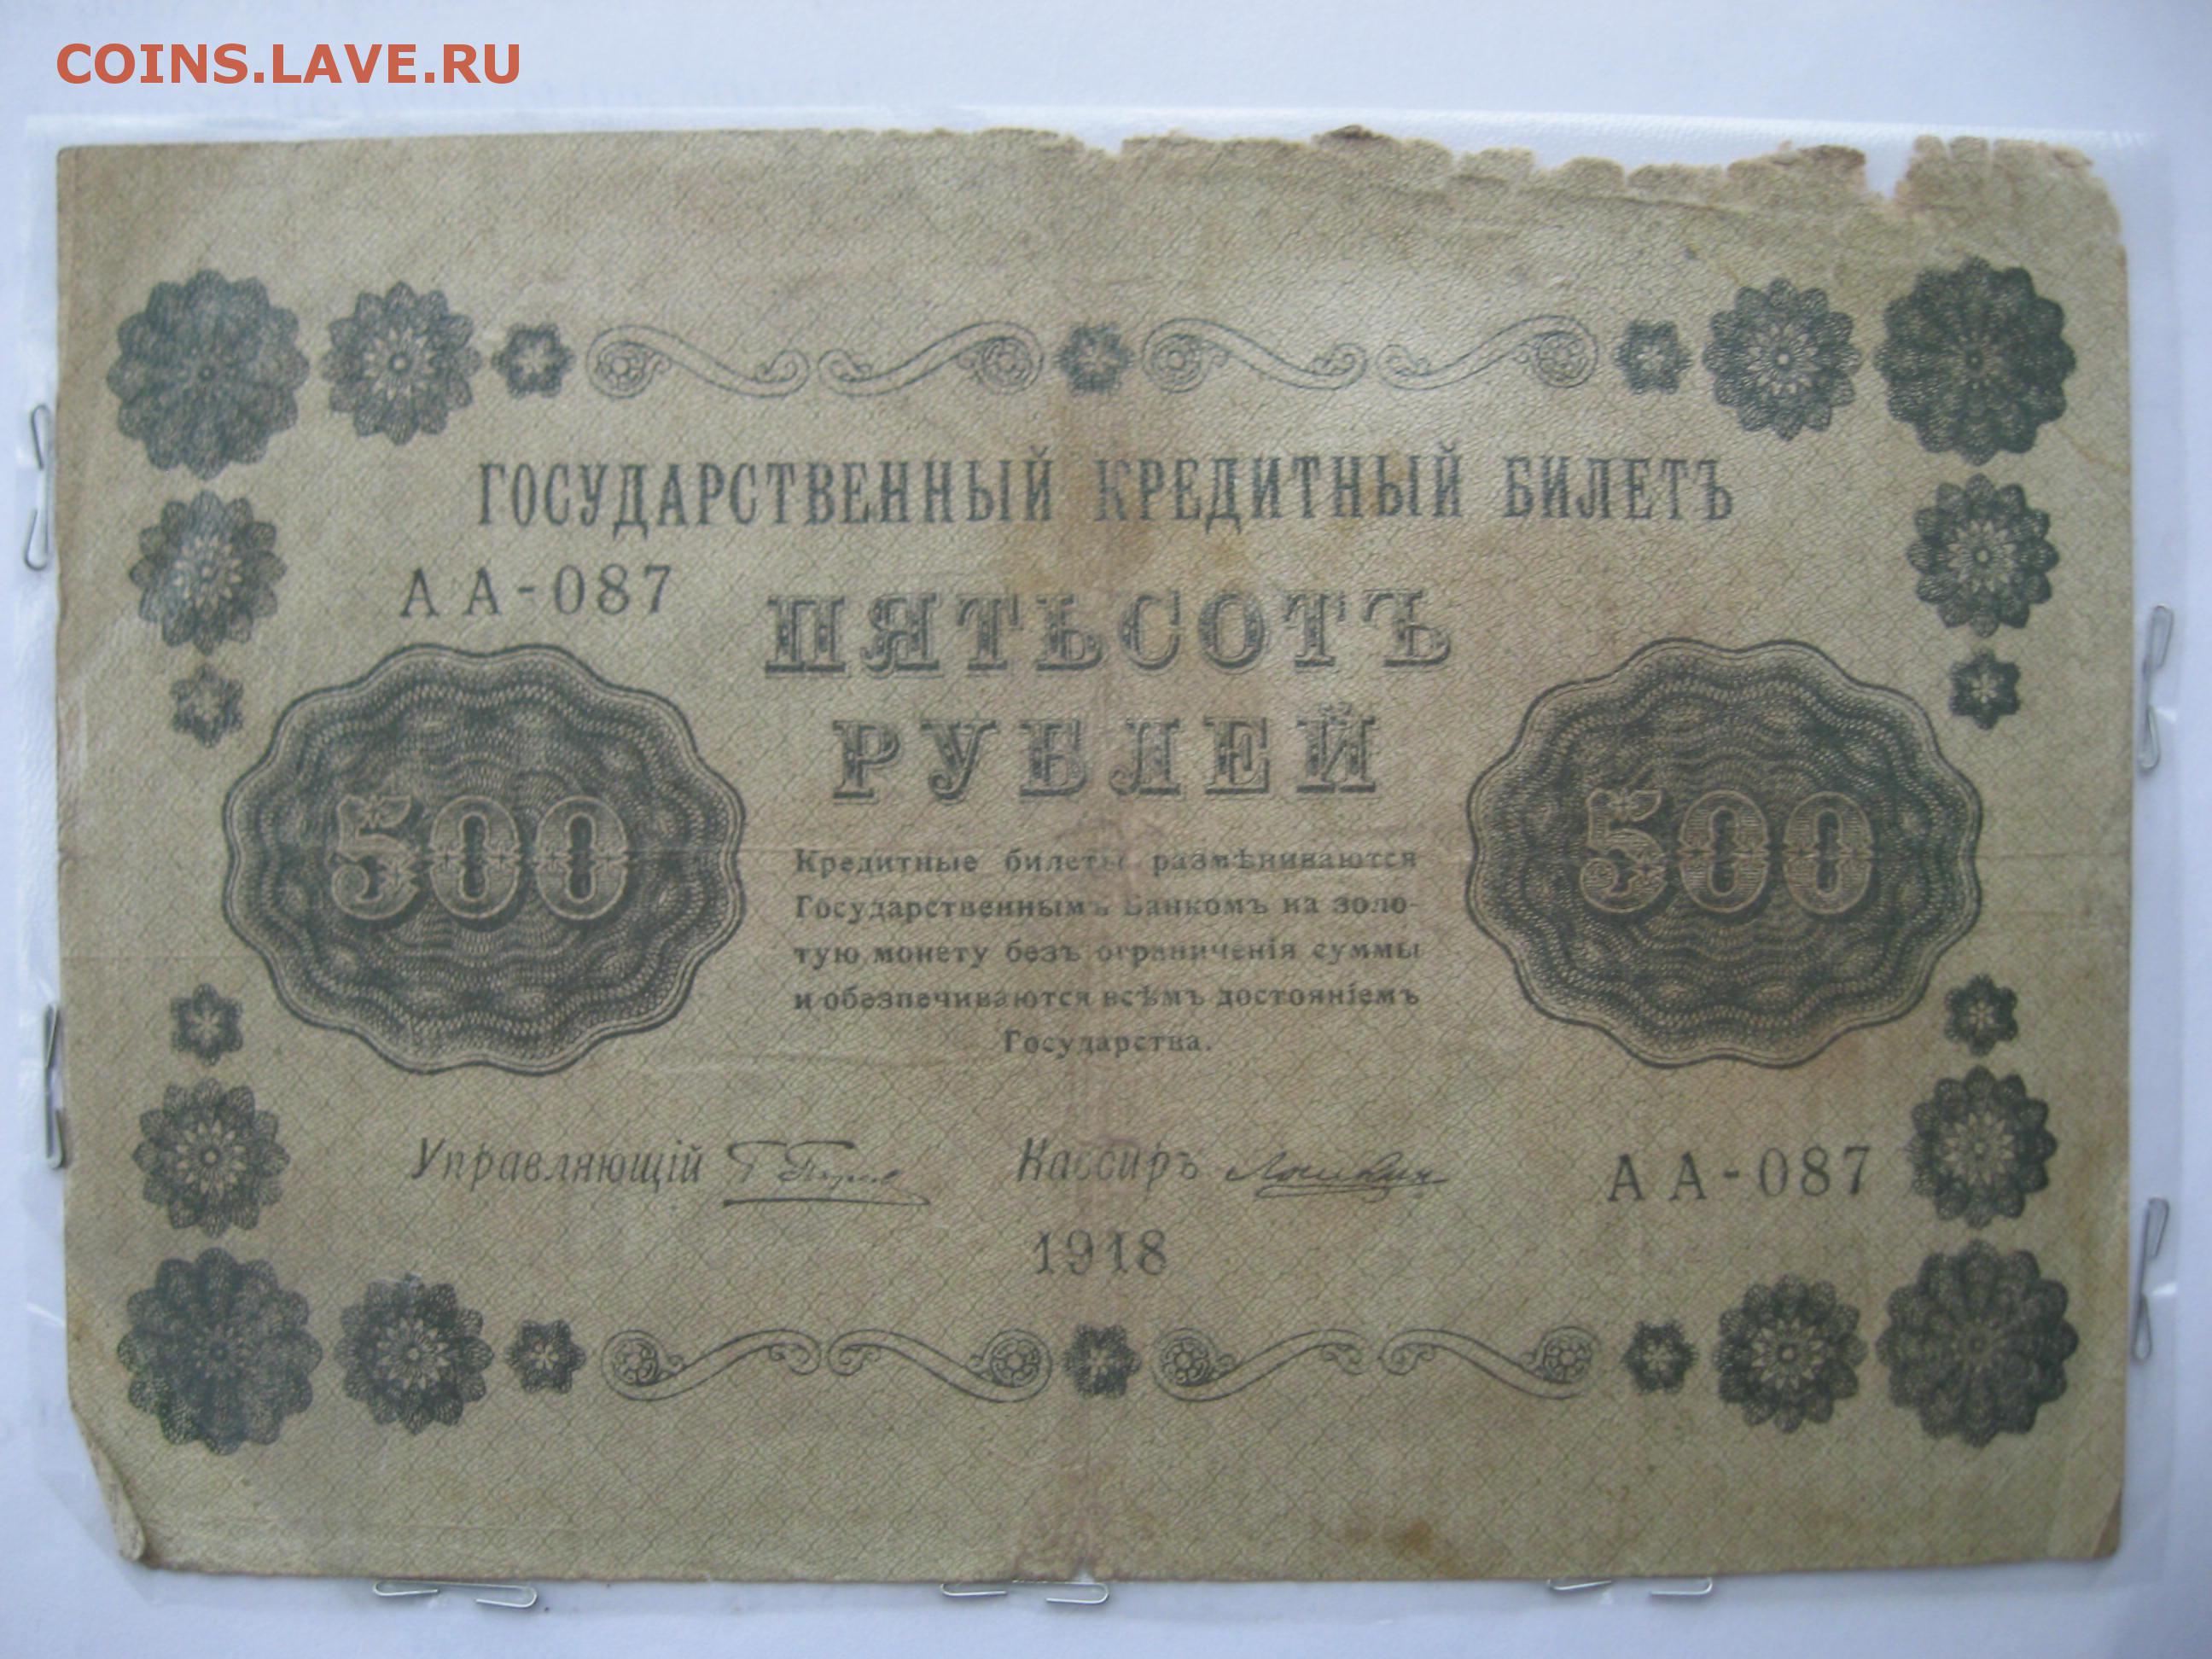 COINS.LAVE.RU
ГОСУДАРСТВЕННЫЙ КРЕДИТНЫЙ БИЛЕТЪ
АА-087
ПЯТЬСОТЪ
РУБЛЕЙ
500
500
Кредитные билеты размѣниваются
Государственнымъ Банкомъ на золо-
тую монету безъ ограниченія суммы
и обезпечиваются всѣмъ достояніемъ
Государства.
Управляющій
Кассиръ
АА-087
1918